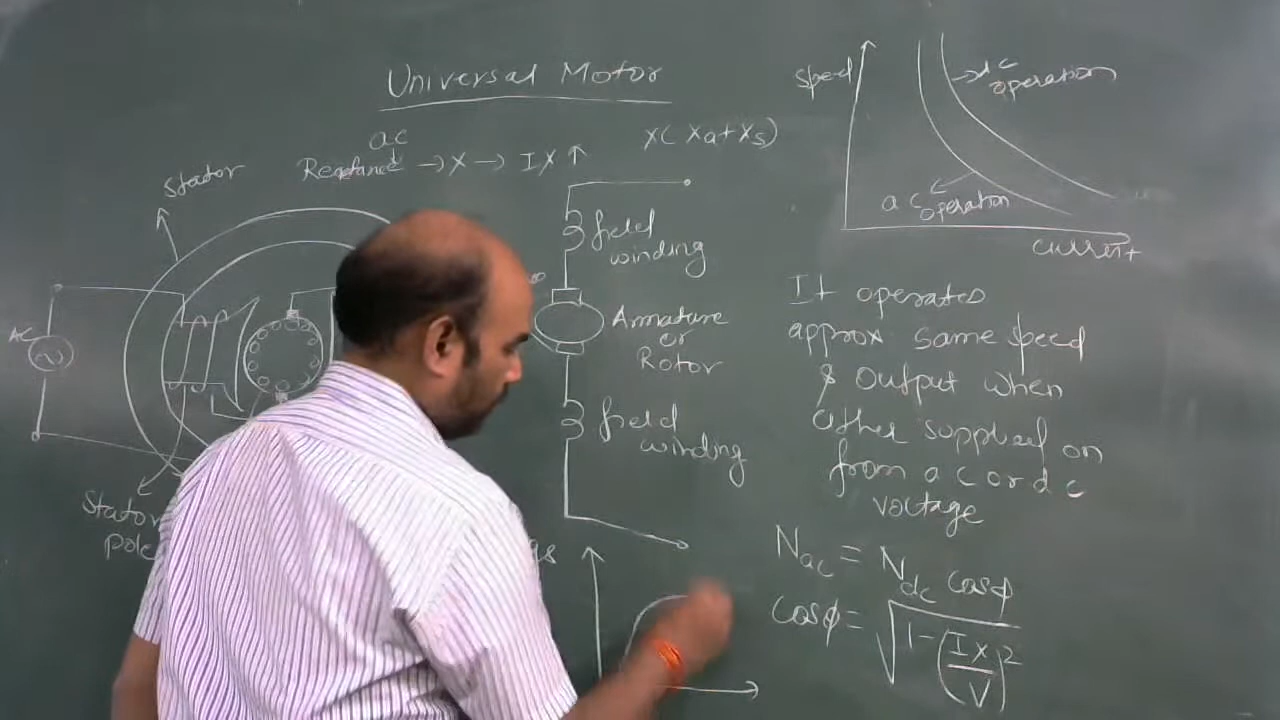 Universal Motor
ac
Reactance → X → IX ↑
X(Xa+Xs)
Stator
AC
Stator
pole
field
winding
Armature
or
Rotor
field
winding
Speed
dc
operation
ac
operation
current
It operates
approx same speed
& output when
on
from ac or dc
voltage
Nac = Ndc cosφ
cosφ = √1-(IX/V)²